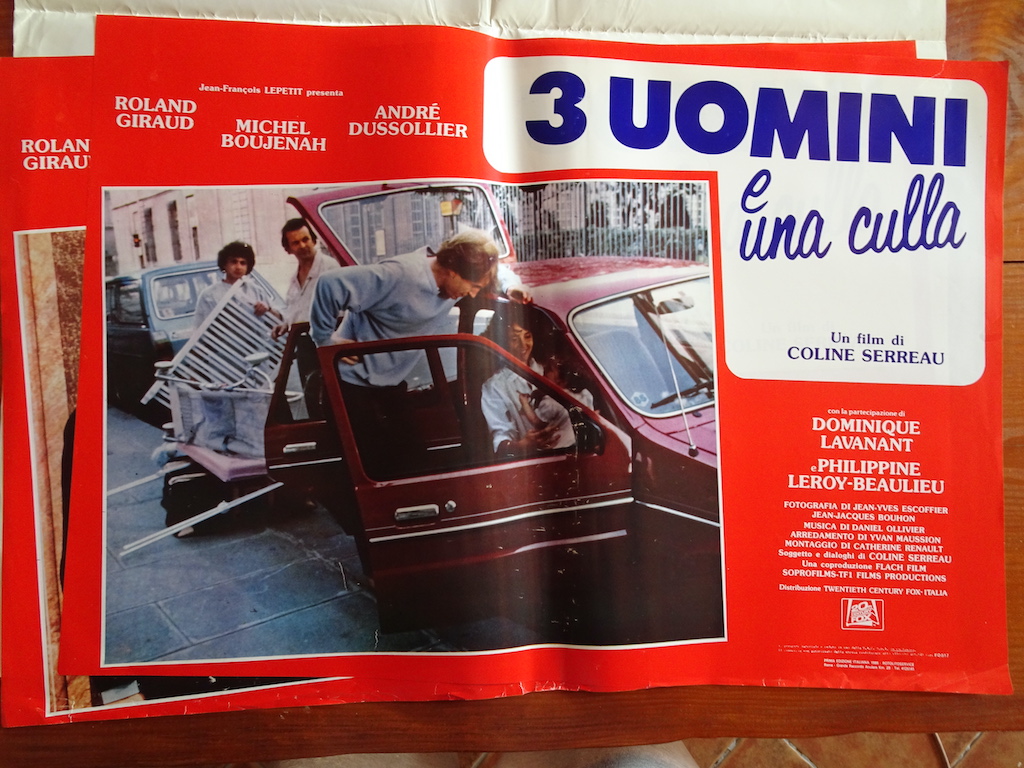 Jean-François LEPETIT presenta
ROLAND
GIRAUD
MICHEL
BOUJENAH
ANDRÉ
DUSSOLLIER
3 UOMINI
e
una culla
Un film di
COLINE SERREAU
con la partecipazione di
DOMINIQUE
LAVANANT
e PHILIPPINE
LEROY-BEAULIEU
FOTOGRAFIA DI JEAN-YVES ESCOFFIER
JEAN-JACQUES BOUHON
MUSICA DI DANIEL OLLIVIER
ARREDAMENTO DI YVAN MAUSSION
MONTAGGIO DI CATHERINE RENAULT
Soggetto e dialoghi di COLINE SERREAU
Una coproduzione FLACH FILM
SOPROFILMS-TF1 FILMS PRODUCTIONS
Distribuzione TWENTIETH CENTURY FOX-ITALIA
FOX
ROLAN
GIRAU